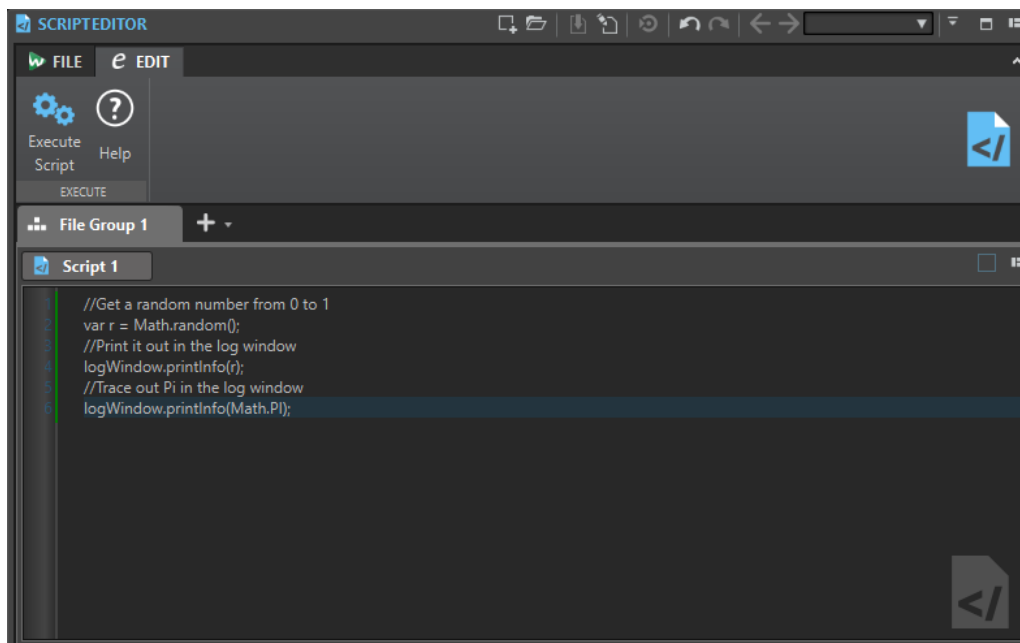 SCRIPTEDITOR
FILE
e EDIT
Execute
Script
Help
EXECUTE
File Group 1
Script 1
1 //Get a random number from 0 to 1
2 var r = Math.random();
3 //Print it out in the log window
4 logWindow.printInfo(r);
5 //Trace out Pi in the log window
6 logWindow.printInfo(Math.PI);